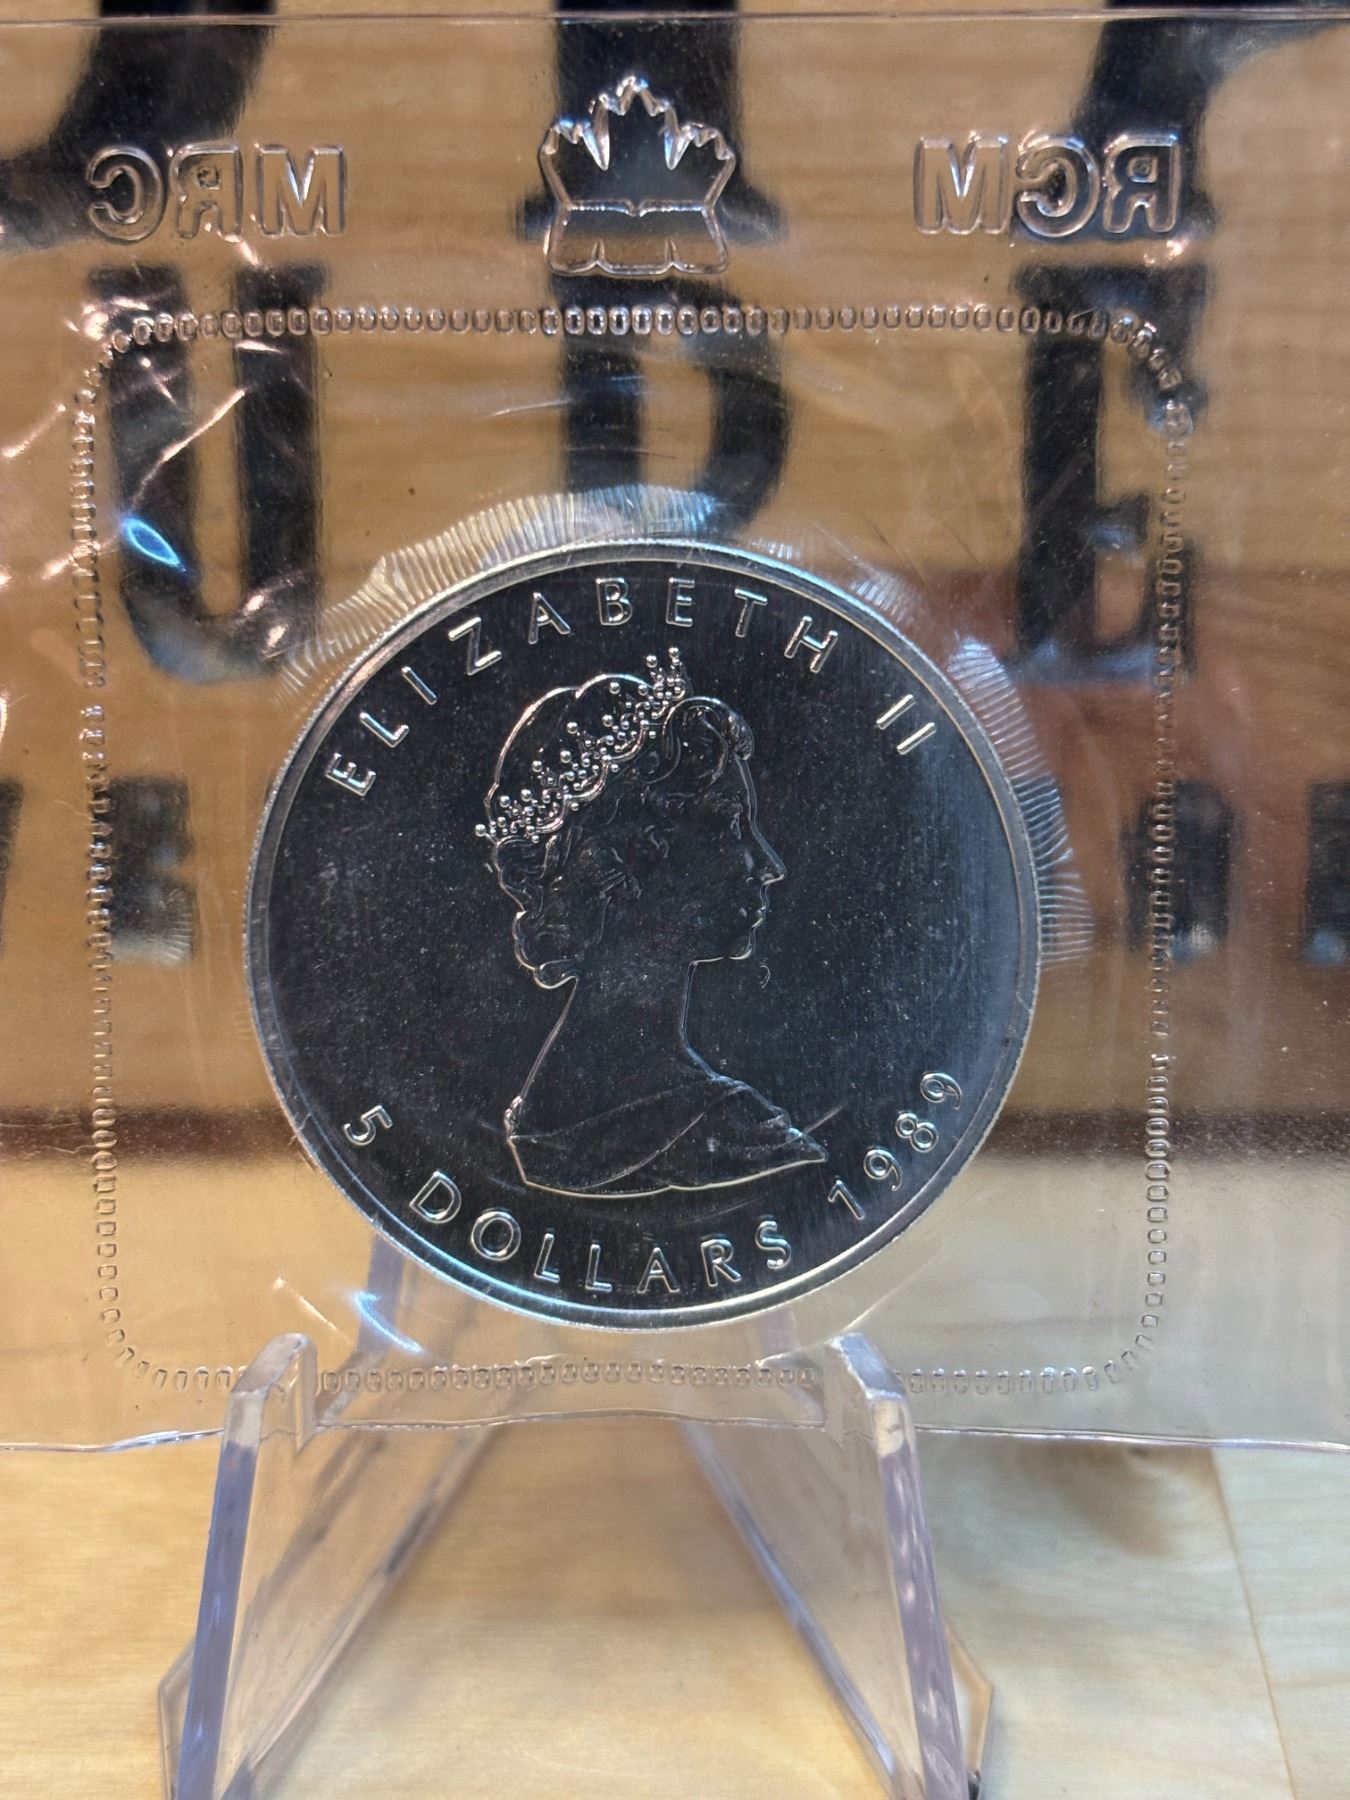 MRC RCM
ELIZABETH II
5 DOLLARS 1989